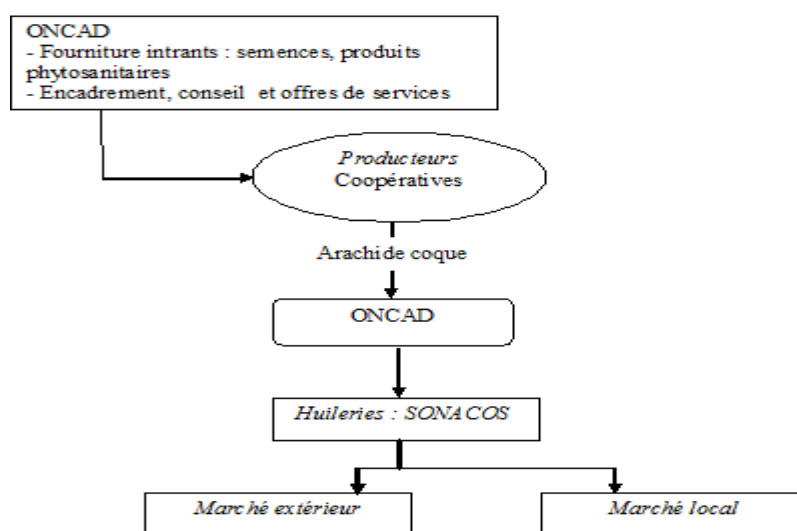 ONCAD
- Fourniture intrants : semences, produits
phytosanitaires
- Encadrement, conseil et offres de services
Producteurs
Coopératives
Arachide coque
ONCAD
Huileries : SONACOS
Marché extérieur
Marché local